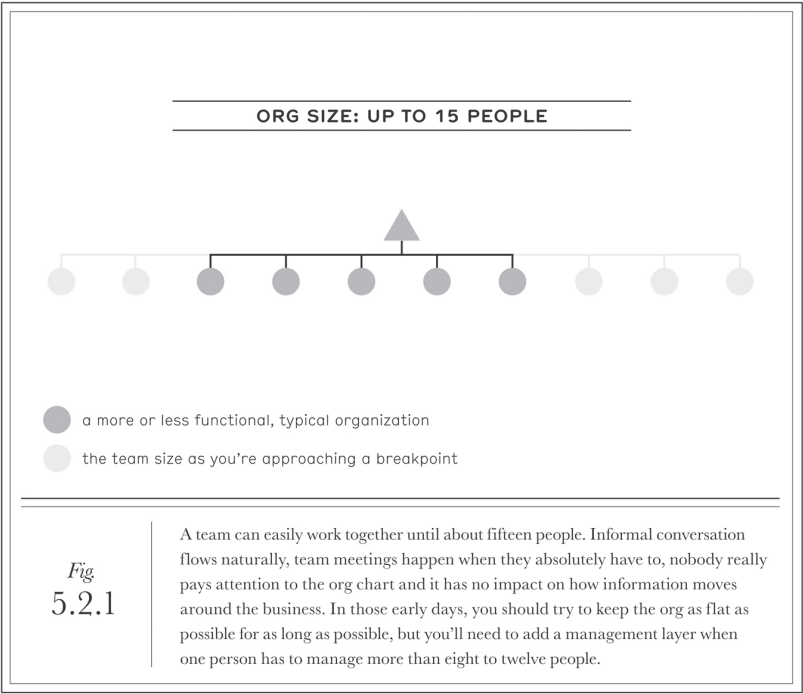 ORG SIZE: UP TO 15 PEOPLE
a more or less functional, typical organization
the team size as you're approaching a breakpoint
Fig.
5.2.1
A team can easily work together until about fifteen people. Informal conversation
flows naturally, team meetings happen when they absolutely have to, nobody really
pays attention to the org chart and it has no impact on how information moves
around the business. In those early days, you should try to keep the org as flat as
possible for as long as possible, but you'll need to add a management layer when
one person has to manage more than eight to twelve people.